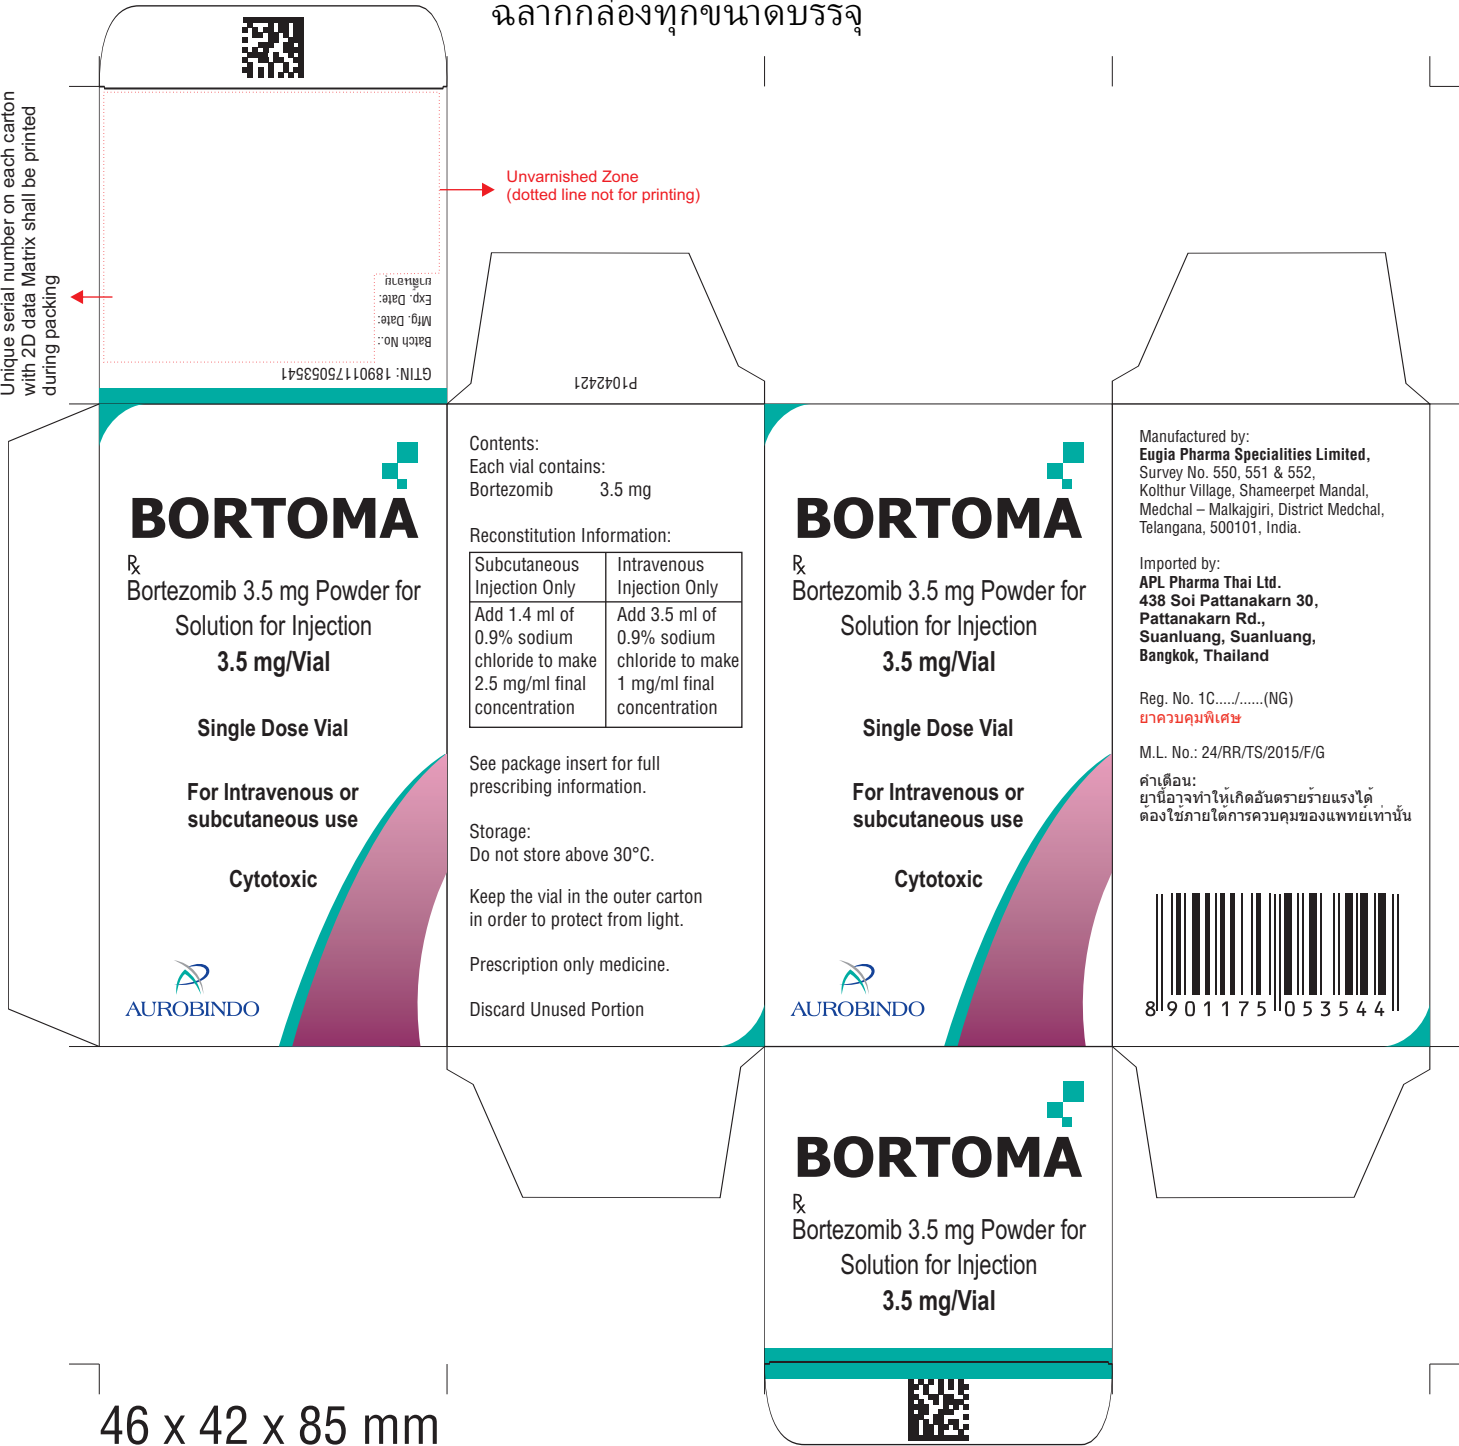 ฉลากกล่องทุกขนาดบรรจุ
Unique serial number on each carton
with 2D data Matrix shall be printed
during packing
Unvarnished Zone
(dotted line not for printing)
GTIN: 18901175053541
Batch No.:
Mfg. Date:
Exp. Date:
ยาสิ้นอายุ
P1042421
BORTOMA
℞
Bortezomib 3.5 mg Powder for
Solution for Injection
3.5 mg/Vial
Single Dose Vial
For Intravenous or
subcutaneous use
Cytotoxic
AUROBINDO
Contents:
Each vial contains:
Bortezomib 3.5 mg
Reconstitution Information:
Subcutaneous
Injection Only
Add 1.4 ml of
0.9% sodium
chloride to make
2.5 mg/ml final
concentration
Intravenous
Injection Only
Add 3.5 ml of
0.9% sodium
chloride to make
1 mg/ml final
concentration
See package insert for full
prescribing information.
Storage:
Do not store above 30°C.
Keep the vial in the outer carton
in order to protect from light.
Prescription only medicine.
Discard Unused Portion
BORTOMA
℞
Bortezomib 3.5 mg Powder for
Solution for Injection
3.5 mg/Vial
Single Dose Vial
For Intravenous or
subcutaneous use
Cytotoxic
AUROBINDO
Manufactured by:
Eugia Pharma Specialities Limited,
Survey No. 550, 551 & 552,
Kolthur Village, Shameerpet Mandal,
Medchal – Malkajgiri, District Medchal,
Telangana, 500101, India.
Imported by:
APL Pharma Thai Ltd.
438 Soi Pattanakarn 30,
Pattanakarn Rd.,
Suanluang, Suanluang,
Bangkok, Thailand
Reg. No. 1C...../......(NG)
ยาควบคุมพิเศษ
M.L. No.: 24/RR/TS/2015/F/G
คำเตือน:
ยานี้อาจทำให้เกิดอันตรายร้ายแรงได้
ต้องใช้ภายใต้การควบคุมของแพทย์เท่านั้น
8 901175 053544
BORTOMA
℞
Bortezomib 3.5 mg Powder for
Solution for Injection
3.5 mg/Vial
46 x 42 x 85 mm